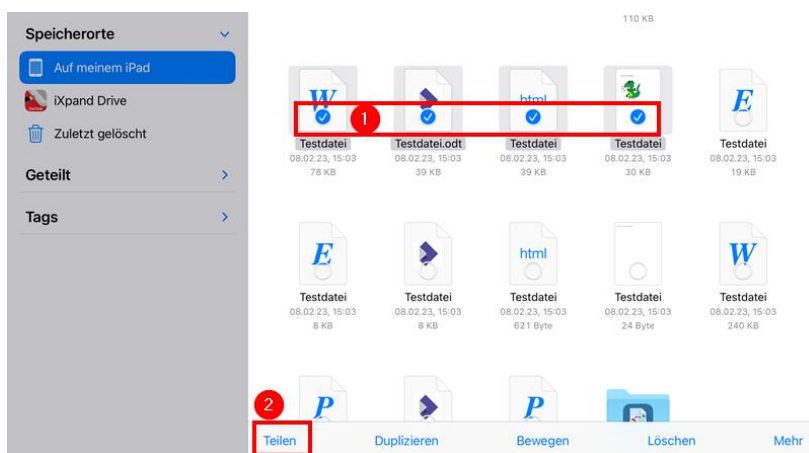 110 KB
Speicherorte
Auf meinem iPad
iXpand Drive
Zuletzt gelöscht
Geteilt
Tags
W html E
1
Testdatei Testdatei.odt Testdatei Testdatei Testdatei
08.02.23, 15:03 08.02.23, 15:03 08.02.23, 15:03 08.02.23, 15:03 08.02.23, 15:03
78 KB 39 KB 39 KB 30 KB 19 KB
E html W
Testdatei Testdatei Testdatei Testdatei Testdatei
08.02.23, 15:03 08.02.23, 15:03 08.02.23, 15:03 08.02.23, 15:03 08.02.23, 15:03
8 KB 8 KB 621 Byte 24 Byte 240 KB
2 P P
Teilen Duplizieren Bewegen Löschen Mehr